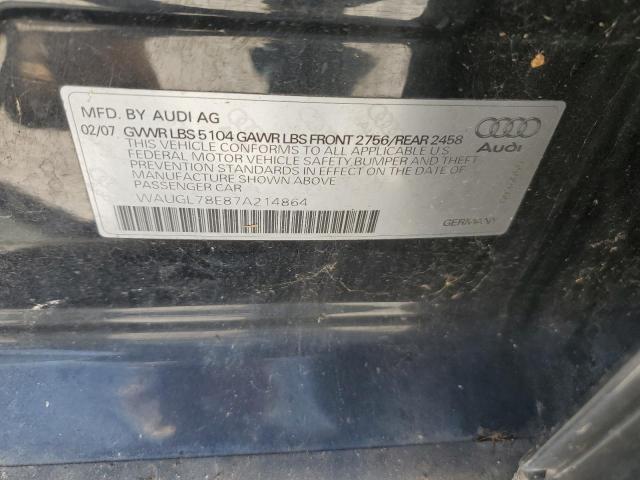 MFD. BY AUDI AG
02/07 GVWR LBS 5104 GAWR LBS FRONT 2756/REAR 2458
THIS VEHICLE CONFORMS TO ALL APPLICABLE U.S.
FEDERAL MOTOR VEHICLE SAFETY BUMPER AND THEFT
PREVENTION STANDARDS IN EFFECT ON THE DATE OF
MANUFACTURE SHOWN ABOVE
PASSENGER CAR
WAUGL78E87A214864
Audi
GERMANY